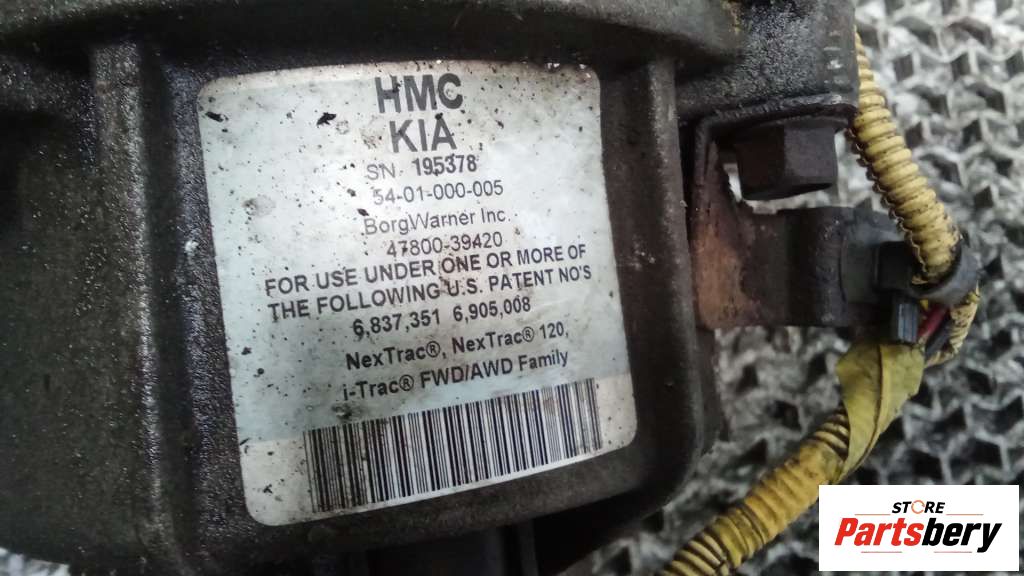 HMC
KIA
SN. 195378
54-01-000-005
BorgWarner Inc.
47800-39420
FOR USE UNDER ONE OR MORE OF
THE FOLLOWING U.S. PATENT NO'S
6,837,351 6,905,008
NexTrac®, NexTrac® 120,
i-Trac® FWD/AWD Family
STORE
Partsbery